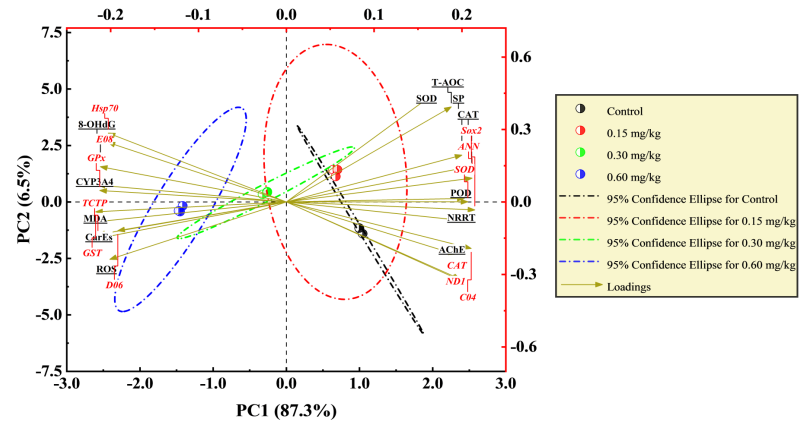 -0.2 -0.1 0.0 0.1 0.2
7.5
5.0
2.5
0.0
-2.5
-5.0
-7.5
PC2 (6.5%)
0.6
0.3
0.0
-0.3
-0.6
Hsp70
8-OHdG
E08
GPx
CYP3A4
TCTP
MDA
CarEs
GST
ROS
D06
T-AOC
SOD SP
CAT
Sox2
ANN
SOD
POD
NRRT
AChE
CAT
ND1
C04
-3.0 -2.0 -1.0 0.0 1.0 2.0 3.0
PC1 (87.3%)
Control
0.15 mg/kg
0.30 mg/kg
0.60 mg/kg
95% Confidence Ellipse for Control
95% Confidence Ellipse for 0.15 mg/kg
95% Confidence Ellipse for 0.30 mg/kg
95% Confidence Ellipse for 0.60 mg/kg
Loadings